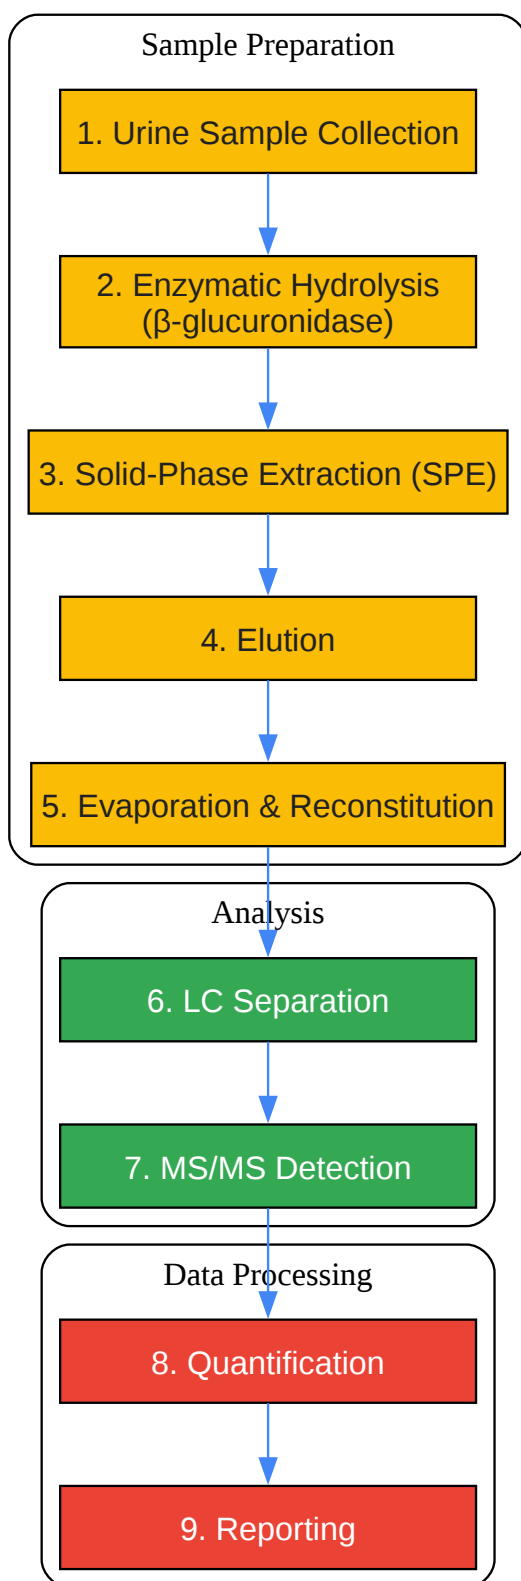 Sample Preparation
1. Urine Sample Collection
2. Enzymatic Hydrolysis
(β-glucuronidase)
3. Solid-Phase Extraction (SPE)
4. Elution
5. Evaporation & Reconstitution
Analysis
6. LC Separation
7. MS/MS Detection
Data Processing
8. Quantification
9. Reporting